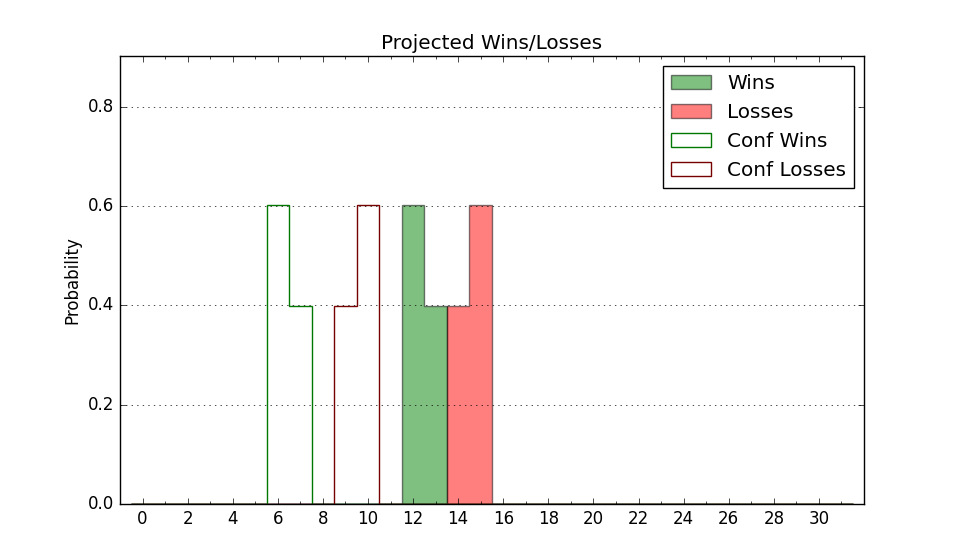 Projected Wins/Losses
Wins
Losses
Conf Wins
Conf Losses
Probability
0.8
0.6
0.4
0.2
0.0
0 2 4 6 8 10 12 14 16 18 20 22 24 26 28 30